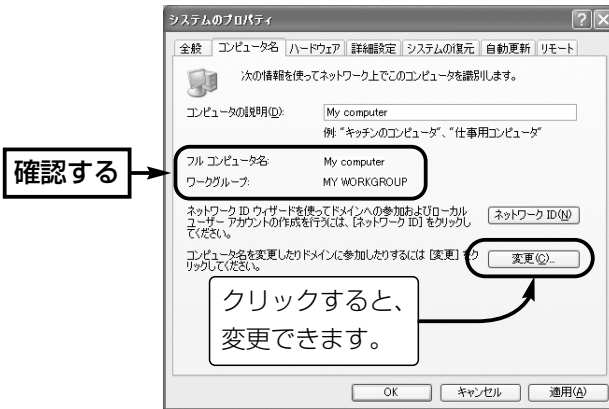 システムのプロパティ
全般 コンピュータ名 ハードウェア 詳細設定 システムの復元 自動更新 リモート
次の情報を使ってネットワーク上でこのコンピュータを識別します。
コンピュータの説明(D): My computer
例: "キッチンのコンピュータ"、"仕事用コンピュータ"
確認する
フル コンピュータ名: My computer
ワークグループ: MY WORKGROUP
ネットワーク ID ウィザードを使ってドメインへの参加およびローカル
ユーザー アカウントの作成を行うには、[ネットワーク ID] をクリックし
てください。
ネットワーク ID(N)
コンピュータ名を変更したりドメインに参加したりするには [変更] をク
リックしてください。
変更(C)...
クリックすると、
変更できます。
OK キャンセル 適用(A)